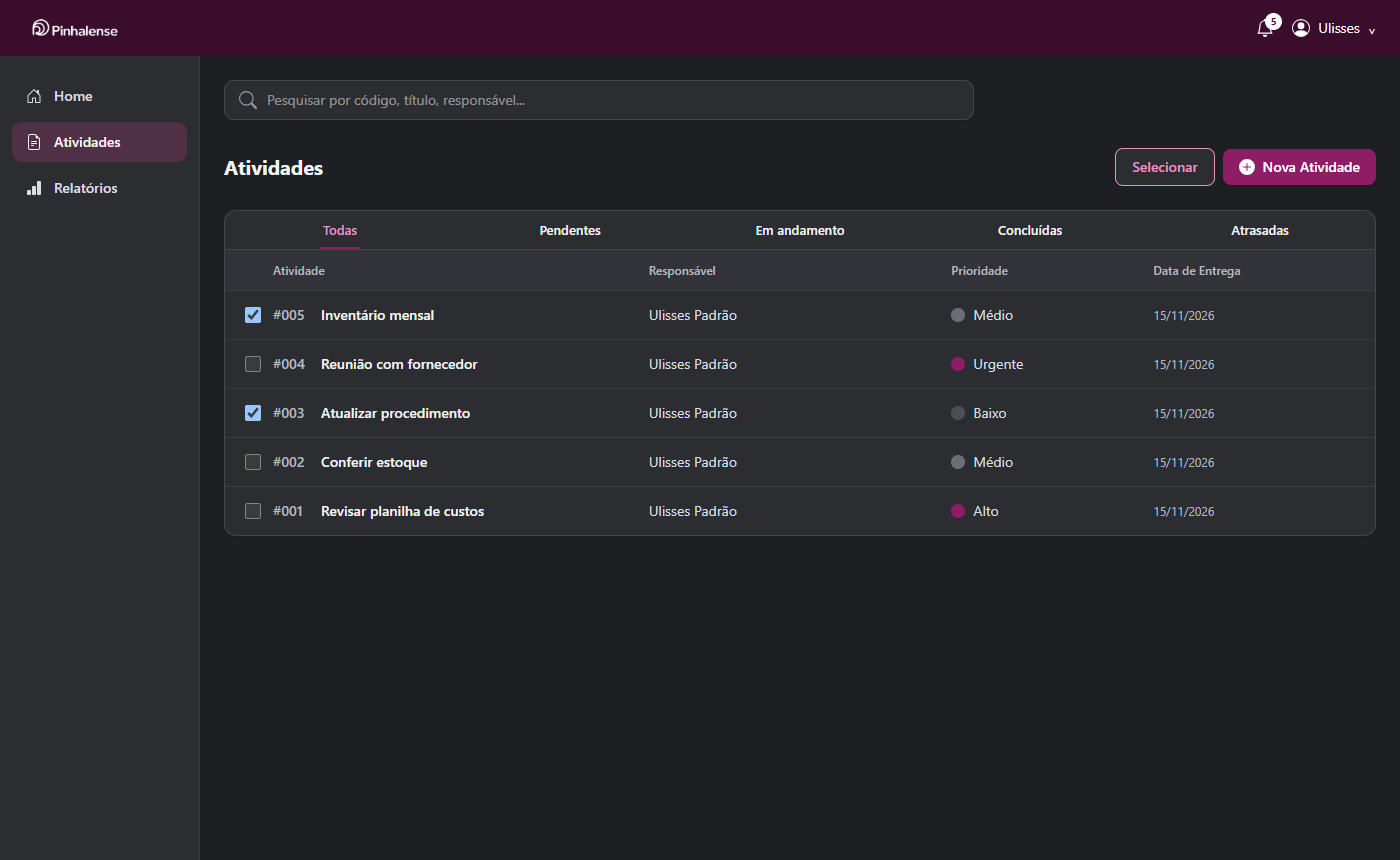 Pinhalense
5
Ulisses
Home
Atividades
Relatórios
Pesquisar por código, título, responsável...
Atividades
Selecionar
Nova Atividade
Todas Pendentes Em andamento Concluídas Atrasadas
Atividade Responsável Prioridade Data de Entrega
#005 Inventário mensal Ulisses Padrão Médio 15/11/2026
#004 Reunião com fornecedor Ulisses Padrão Urgente 15/11/2026
#003 Atualizar procedimento Ulisses Padrão Baixo 15/11/2026
#002 Conferir estoque Ulisses Padrão Médio 15/11/2026
#001 Revisar planilha de custos Ulisses Padrão Alto 15/11/2026